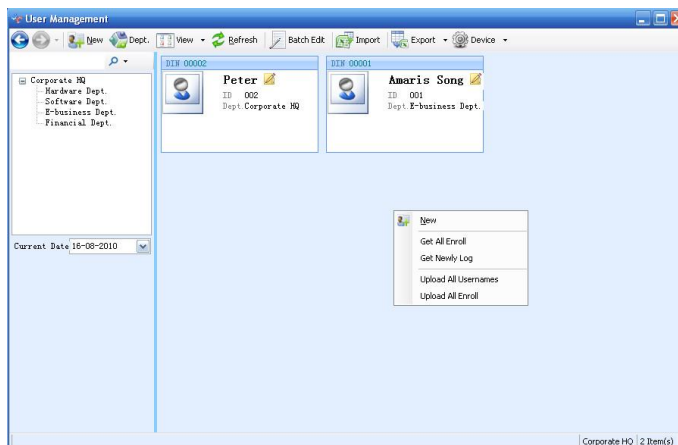 User Management
New Dept. View Refresh Batch Edit Import Export Device
Corporate HQ
Hardware Dept.
Software Dept.
E-business Dept.
Financial Dept.
Current Date 16-08-2010
DIN 00002
Peter
ID 002
Dept. Corporate HQ
DIN 00001
Amaris Song
ID 001
Dept. E-business Dept.
New
Get All Enroll
Get Newly Log
Upload All Usernames
Upload All Enroll
Corporate HQ 2 Item(s)